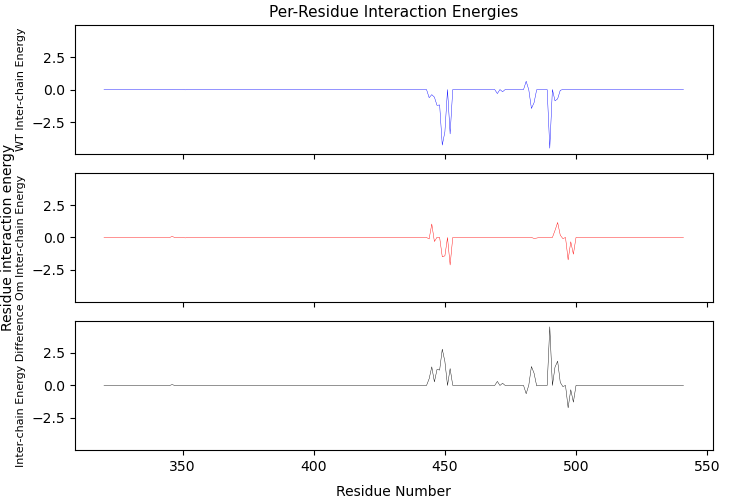 Per-Residue Interaction Energies
Residue interaction energy
WT Inter-chain Energy
2.5
0.0
−2.5
Om Inter-chain Energy
2.5
0.0
−2.5
Inter-chain Energy Difference
2.5
0.0
−2.5
350
400
450
500
550
Residue Number